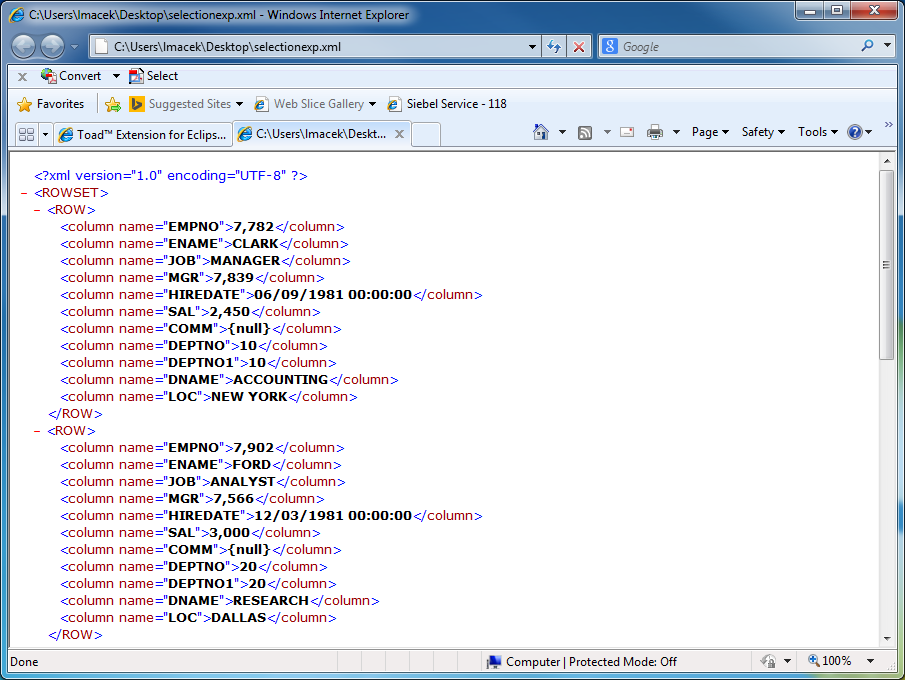 C:\Users\lmacek\Desktop\selectionexp.xml - Windows Internet Explorer
C:\Users\lmacek\Desktop\selectionexp.xml
Google
x Convert Select
Favorites Suggested Sites Web Slice Gallery Siebel Service - 118
Toad™ Extension for Eclips... C:\Users\lmacek\Deskt... x Page Safety Tools »
<?xml version="1.0" encoding="UTF-8" ?>
- <ROWSET>
- <ROW>
<column name="EMPNO">7,782</column>
<column name="ENAME">CLARK</column>
<column name="JOB">MANAGER</column>
<column name="MGR">7,839</column>
<column name="HIREDATE">06/09/1981 00:00:00</column>
<column name="SAL">2,450</column>
<column name="COMM">{null}</column>
<column name="DEPTNO">10</column>
<column name="DEPTNO1">10</column>
<column name="DNAME">ACCOUNTING</column>
<column name="LOC">NEW YORK</column>
</ROW>
- <ROW>
<column name="EMPNO">7,902</column>
<column name="ENAME">FORD</column>
<column name="JOB">ANALYST</column>
<column name="MGR">7,566</column>
<column name="HIREDATE">12/03/1981 00:00:00</column>
<column name="SAL">3,000</column>
<column name="COMM">{null}</column>
<column name="DEPTNO">20</column>
<column name="DEPTNO1">20</column>
<column name="DNAME">RESEARCH</column>
<column name="LOC">DALLAS</column>
</ROW>
Done Computer | Protected Mode: Off 100%